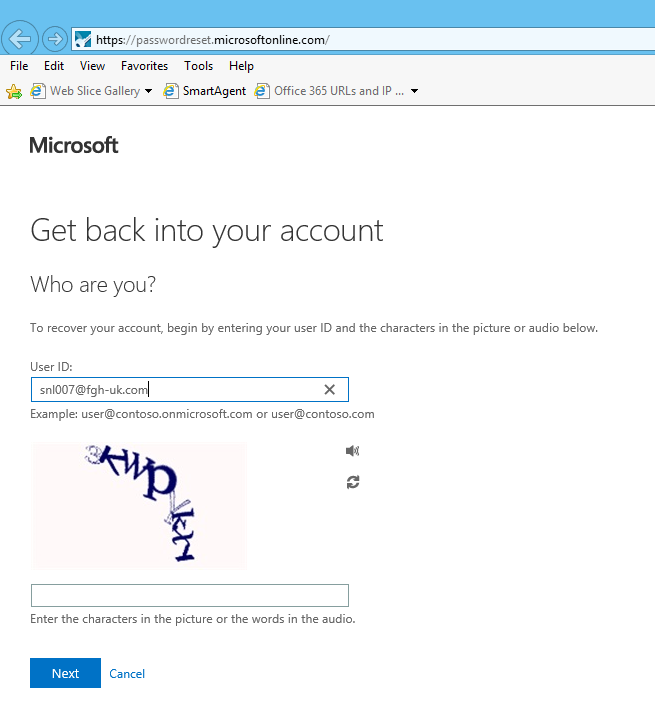 https://passwordreset.microsoftonline.com/
File Edit View Favorites Tools Help
Web Slice Gallery SmartAgent Office 365 URLs and IP ...
Microsoft
Get back into your account
Who are you?
To recover your account, begin by entering your user ID and the characters in the picture or audio below.
User ID:
snl007@fgh-uk.com
Example: user@contoso.onmicrosoft.com or user@contoso.com
Enter the characters in the picture or the words in the audio.
Next Cancel